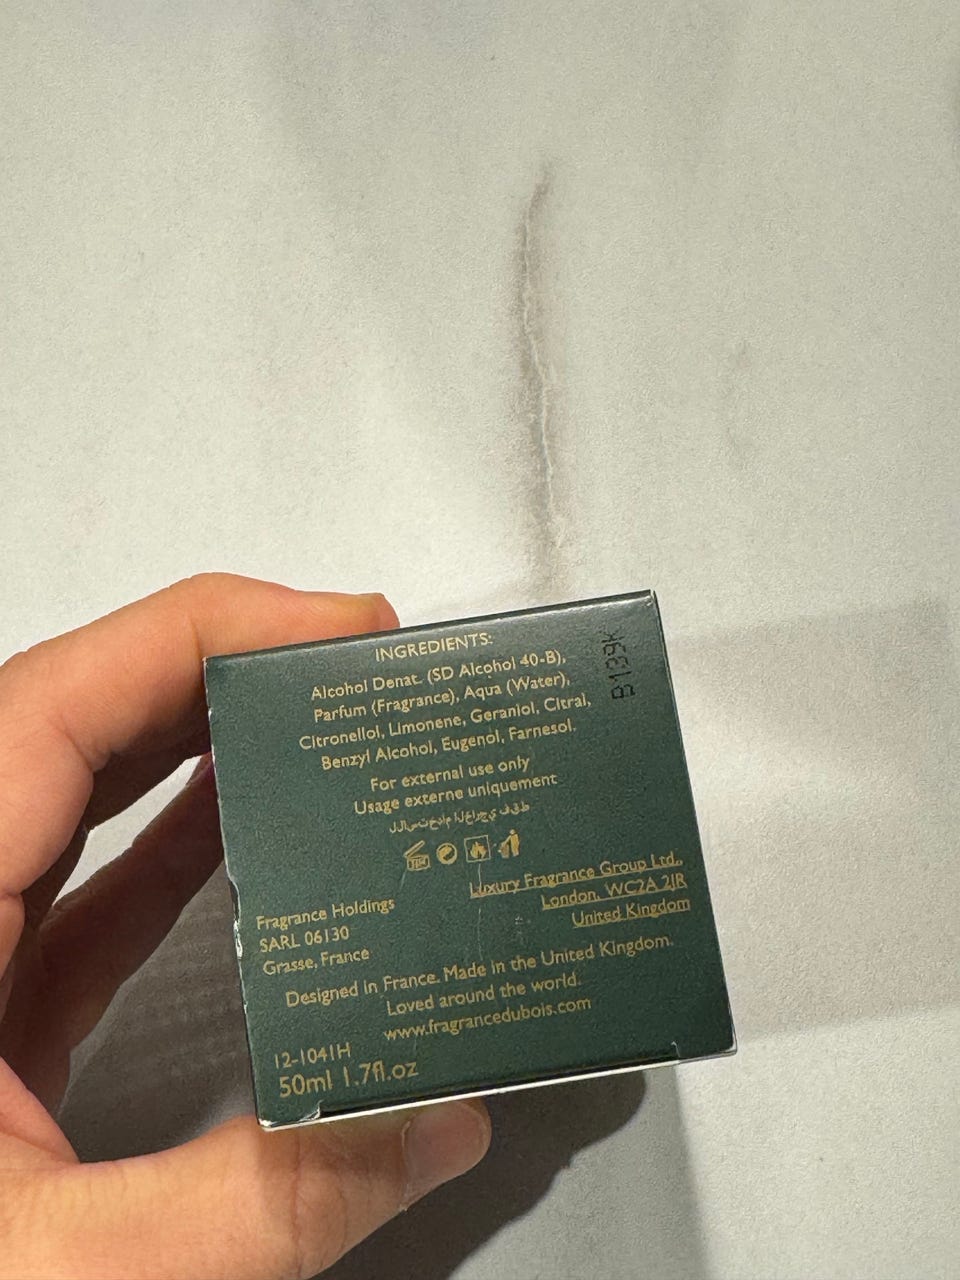 INGREDIENTS:
Alcohol Denat. (SD Alcohol 40-B),
Parfum (Fragrance), Aqua (Water),
Citronellol, Limonene, Geraniol, Citral,
Benzyl Alcohol, Eugenol, Farnesol.
B139K
For external use only
Usage externe uniquement
للاستخدام الخارجي فقط
Fragrance Holdings
SARL 06130
Grasse, France
Luxury Fragrance Group Ltd.,
London, WC2A 2JR
United Kingdom
Designed in France. Made in the United Kingdom.
Loved around the world.
www.fragrancedubois.com
12-1041H
50ml 1.7fl.oz